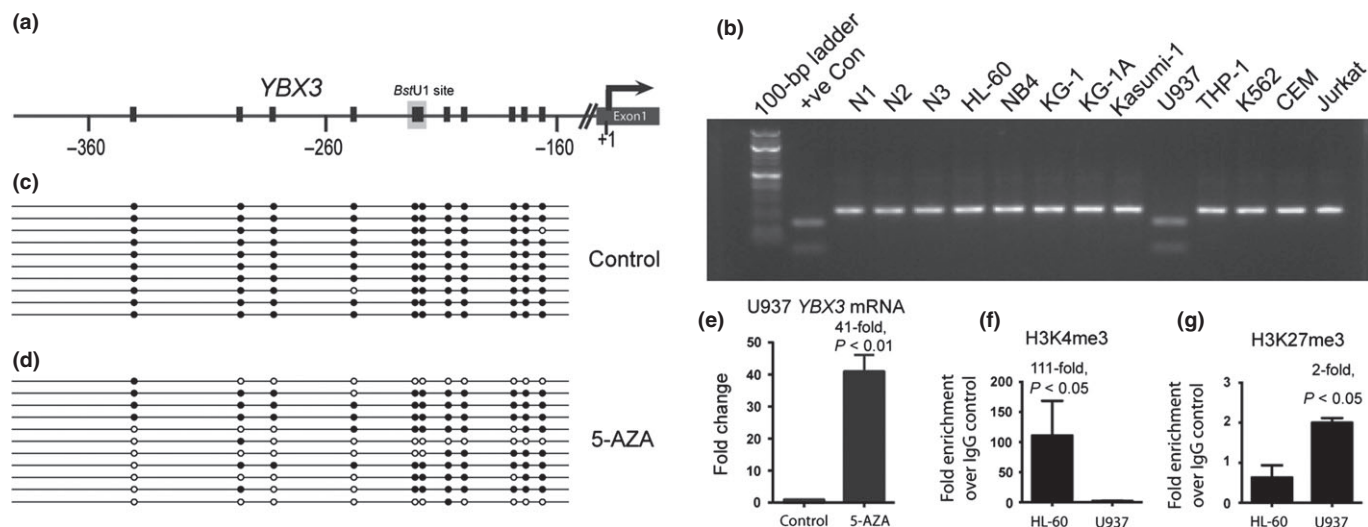 (a)
YBX3
BstU1 site
Exon1
−360
−260
−160
+1
(b)
100-bp ladder
+ve Con
N1
N2
N3
HL-60
NB4
KG-1
KG-1A
Kasumi-1
U937
THP-1
K562
CEM
Jurkat
(c)
Control
(d)
5-AZA
(e)
U937 YBX3 mRNA
41-fold,
P < 0.01
Fold change
50
40
30
20
10
0
Control
5-AZA
(f)
H3K4me3
111-fold,
P < 0.05
Fold enrichment
over IgG control
200
150
100
50
0
HL-60
U937
(g)
H3K27me3
2-fold,
P < 0.05
Fold enrichment
over IgG control
3
2
1
0
HL-60
U937